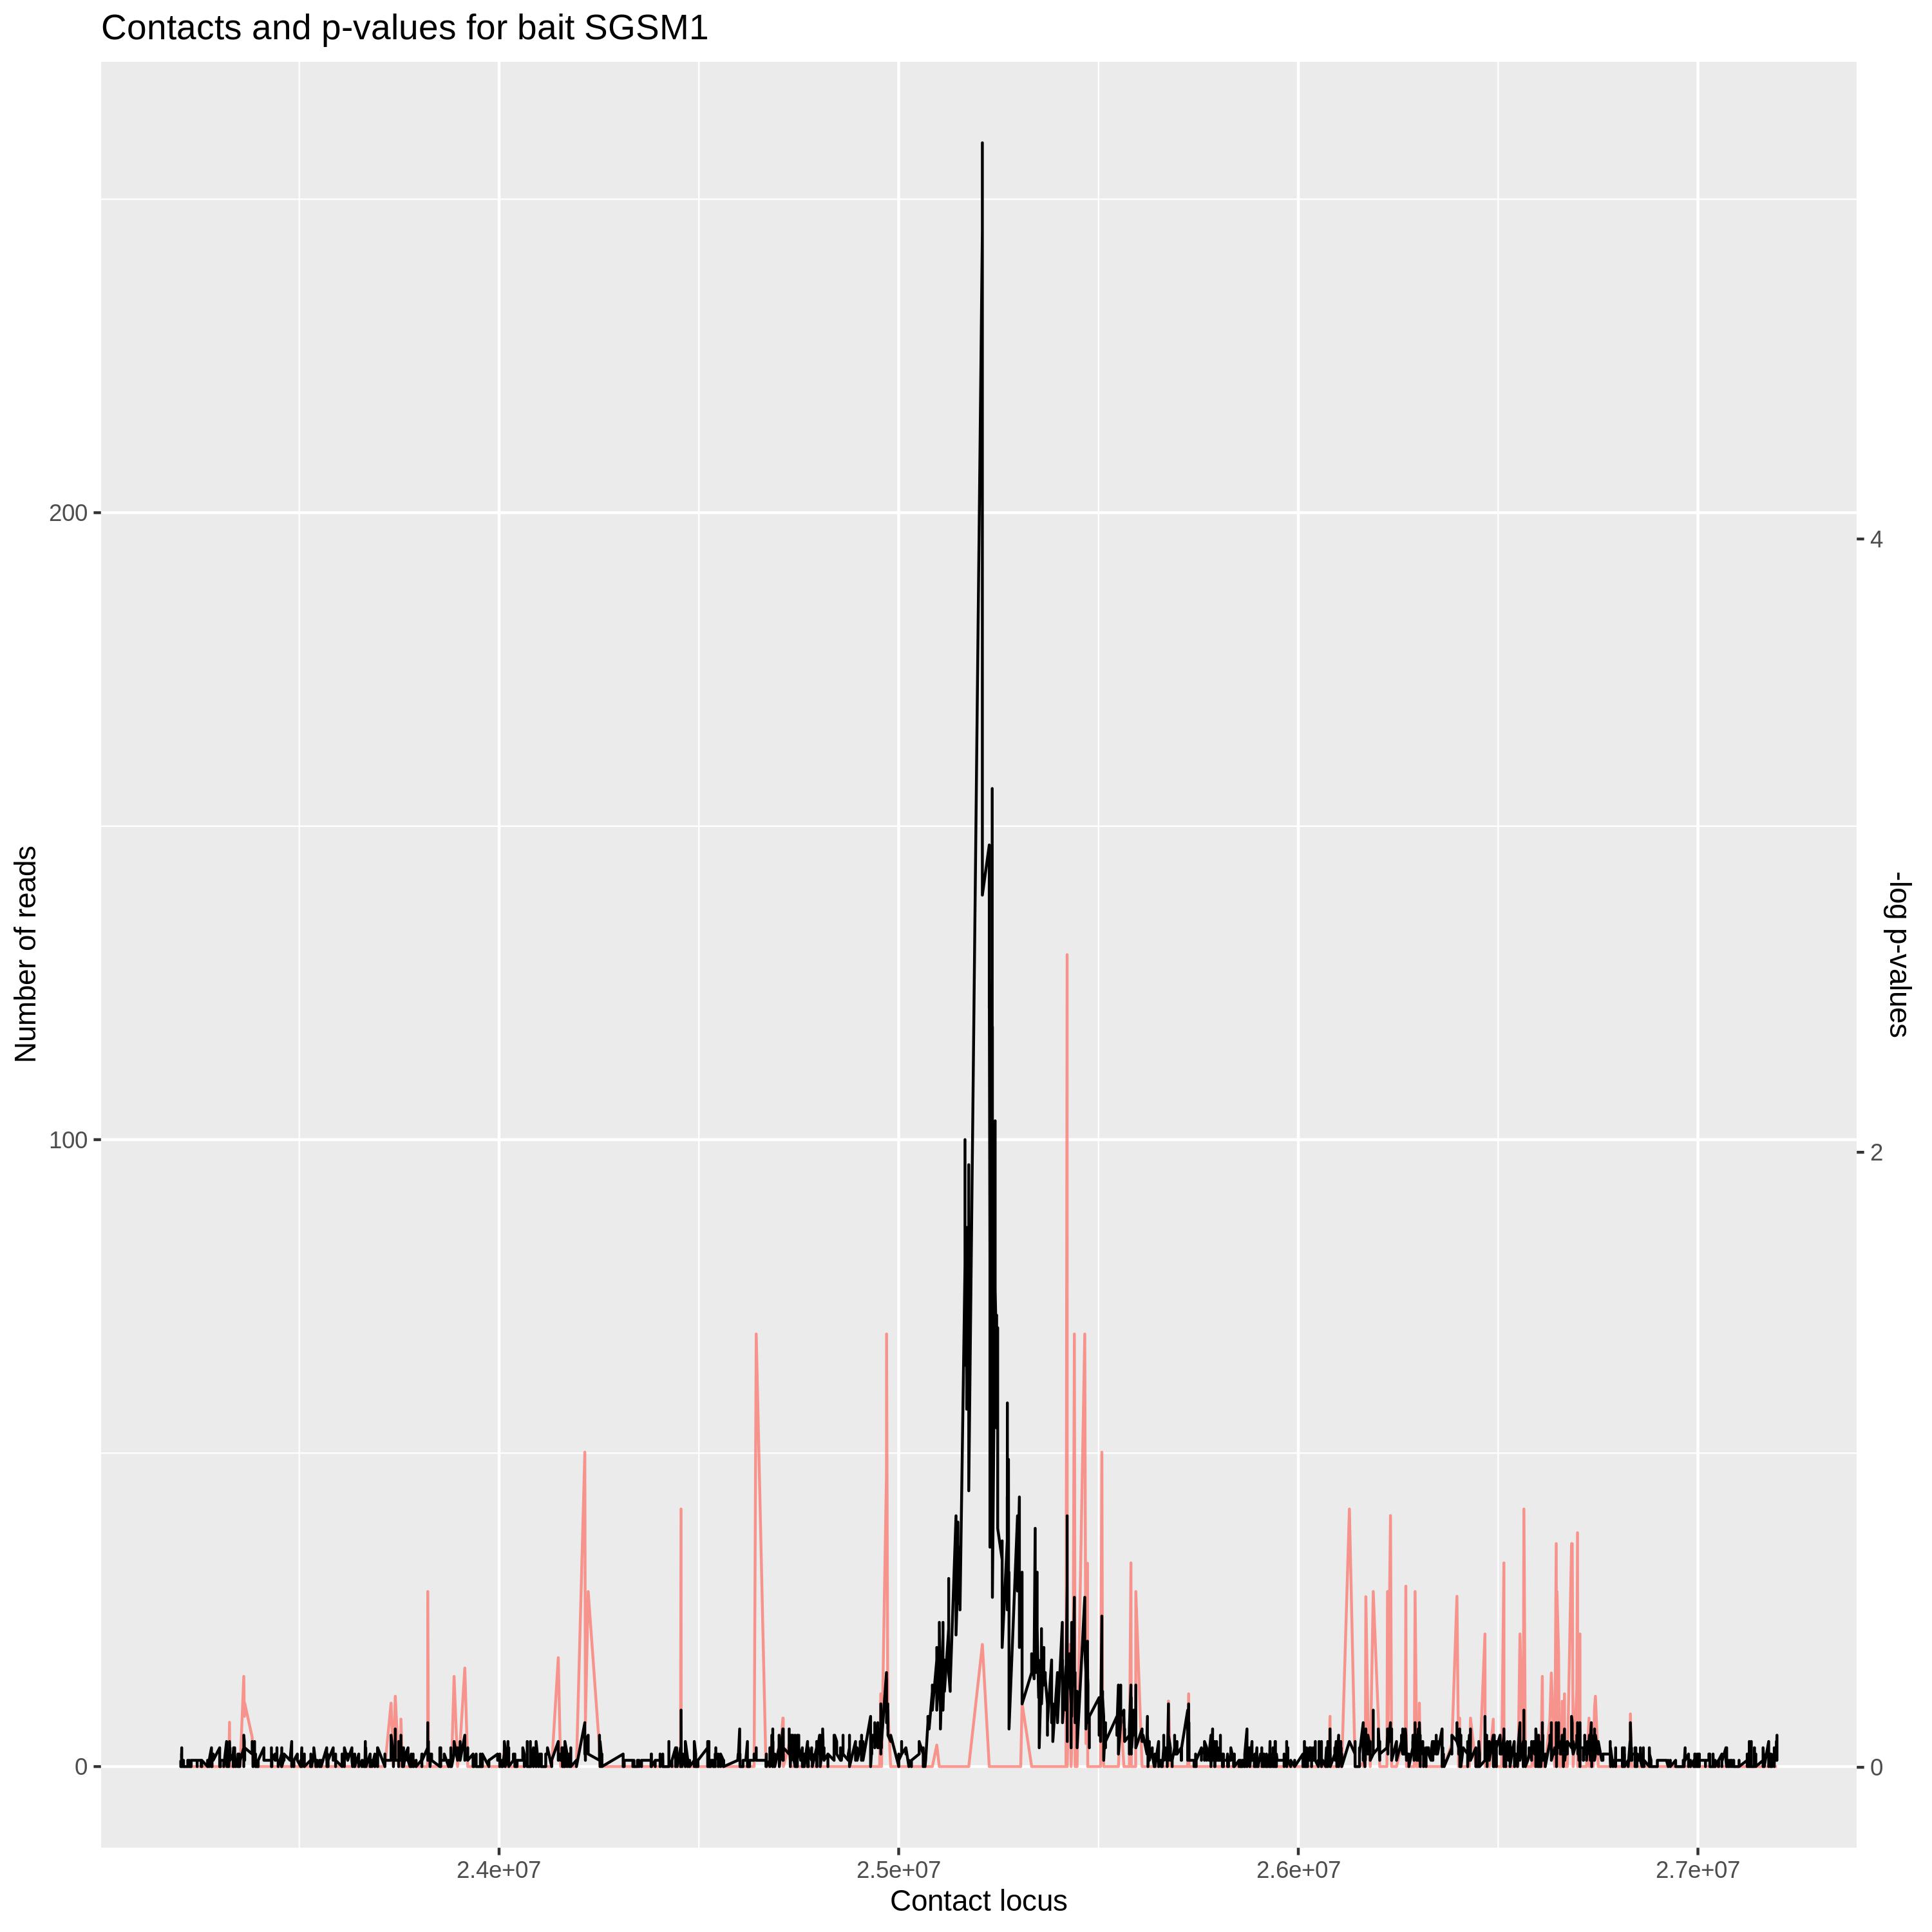 Contacts and p-values for bait SGSM1
Number of reads
200
100
0
4
2
0
-log p-values
2.4e+07
2.5e+07
2.6e+07
2.7e+07
Contact locus